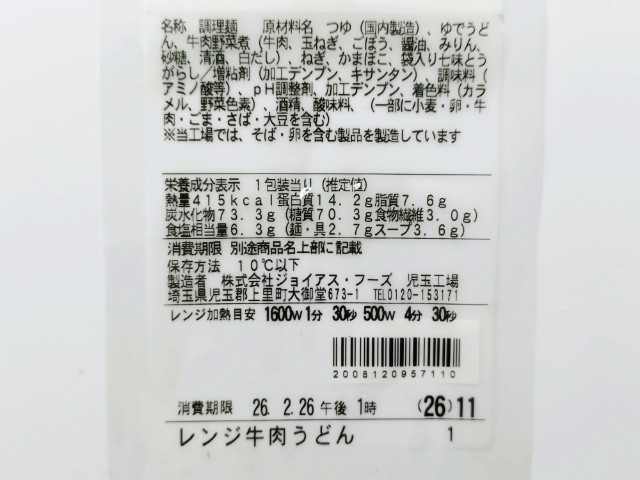 名称 調理麺 原材料名 つゆ(国内製造)、ゆでうど
ん、牛肉野菜煮(牛肉、玉ねぎ、ごぼう、醤油、みりん、
砂糖、清酒、白だし)、ねぎ、かまぼこ、袋入り七味とう
がらし/増粘剤(加工デンプン、キサンタン)、調味料(
アミノ酸等)、pH調整剤、加工デンプン、着色料(カラ
メル、野菜色素)、酒精、酸味料、(一部に小麦・卵・牛
肉・ごま・さば・大豆を含む)
※当工場では、そば・卵を含む製品を製造しています
栄養成分表示 1包装当り(推定値)
熱量415kcal蛋白質14.2g脂質7.6g
炭水化物73.3g(糖質70.3g食物繊維3.0g)
食塩相当量6.3g(麺・具2.7gスープ3.6g)
消費期限 別途商品名上部に記載
保存方法 10℃以下
製造者 株式会社ジョイアス・フーズ 児玉工場
埼玉県児玉郡上里町大御堂673-1 TEL0120-153171
レンジ加熱目安 1600W1分 30秒500W 4分 30秒
2008120957110
消費期限 26. 2.26午後1時 (26)11
レンジ牛肉うどん 1